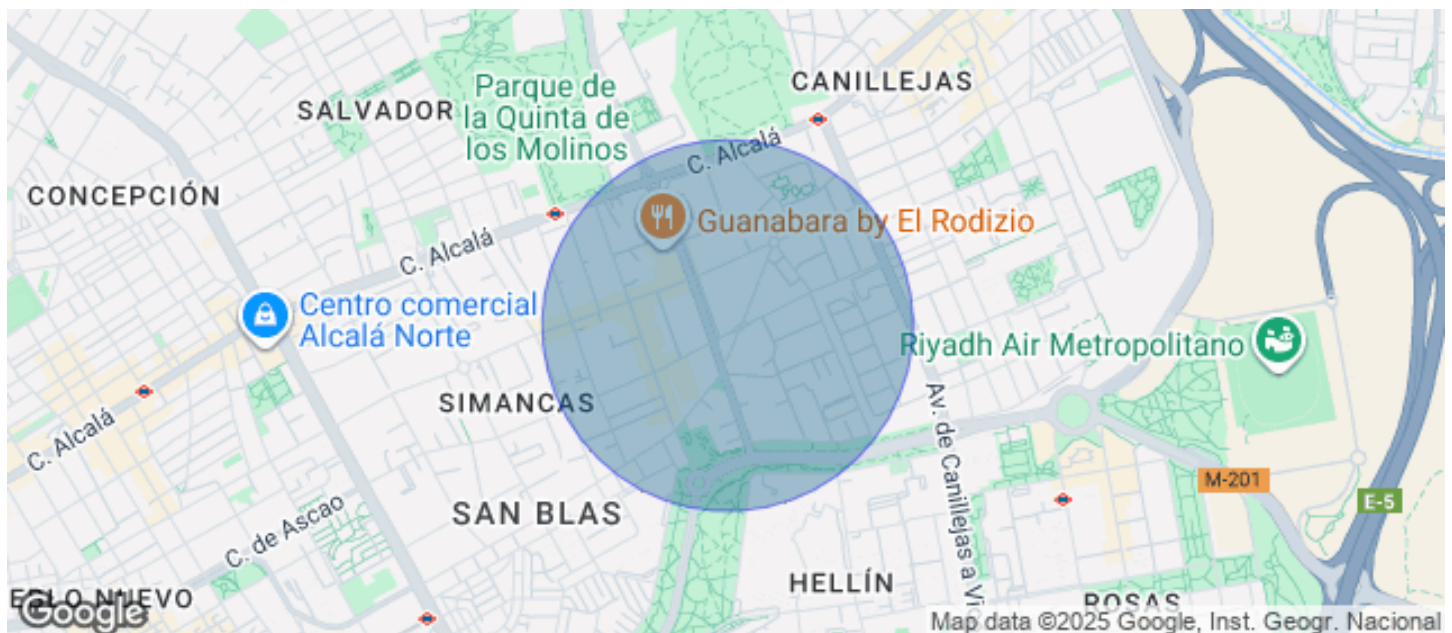 CANILLEJAS
Parque de
la Quinta de
los Molinos
SALVADOR
C. Alcalá
CONCEPCIÓN
Guanabara by El Rodizio
C. Alcalá
Centro comercial
Alcalá Norte
Riyadh Air Metropolitano
SIMANCAS
C. Alcalá
Av. de Canillejas a Vi
M-201
E-5
SAN BLAS
C. de Ascao
HELLÍN
EBLO NUEVO
ROSAS
Google
Map data ©2025 Google, Inst. Geogr. Nacional